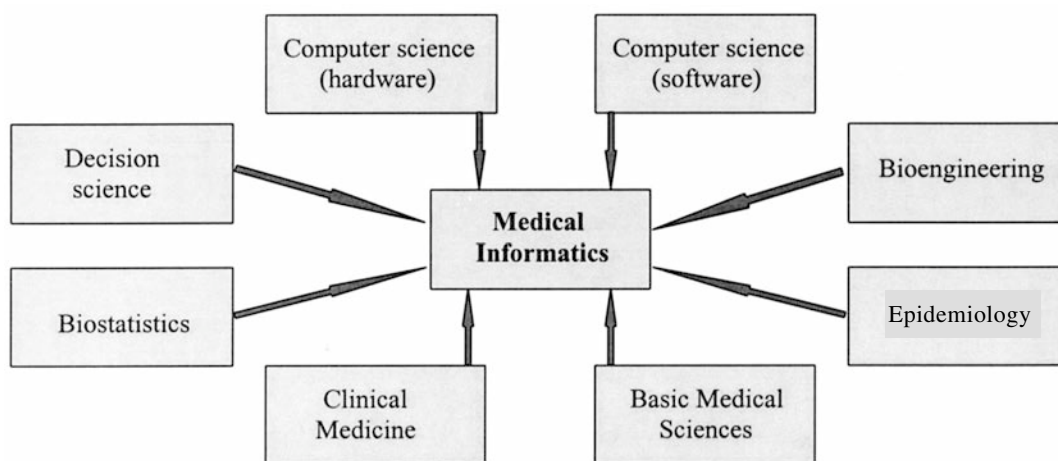 Computer science
(hardware)
Computer science
(software)
Decision
science
Bioengineering
Medical
Informatics
Biostatistics
Epidemiology
Clinical
Medicine
Basic Medical
Sciences